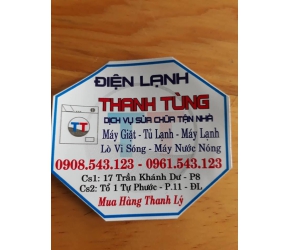 ĐIỆN LẠNH
THANH TÙNG
DỊCH VỤ SỬA CHỮA TẬN NHÀ
Máy Giặt - Tủ Lạnh - Máy Lạnh
Lò Vi Sóng - Máy Nước Nóng
TT
0908.543.123 - 0961.543.123
Cs1: 17 Trần Khánh Dư - P8
Cs2: Tổ 1 Tự Phước - P.11 - ĐL
Mua Hàng Thanh Lý